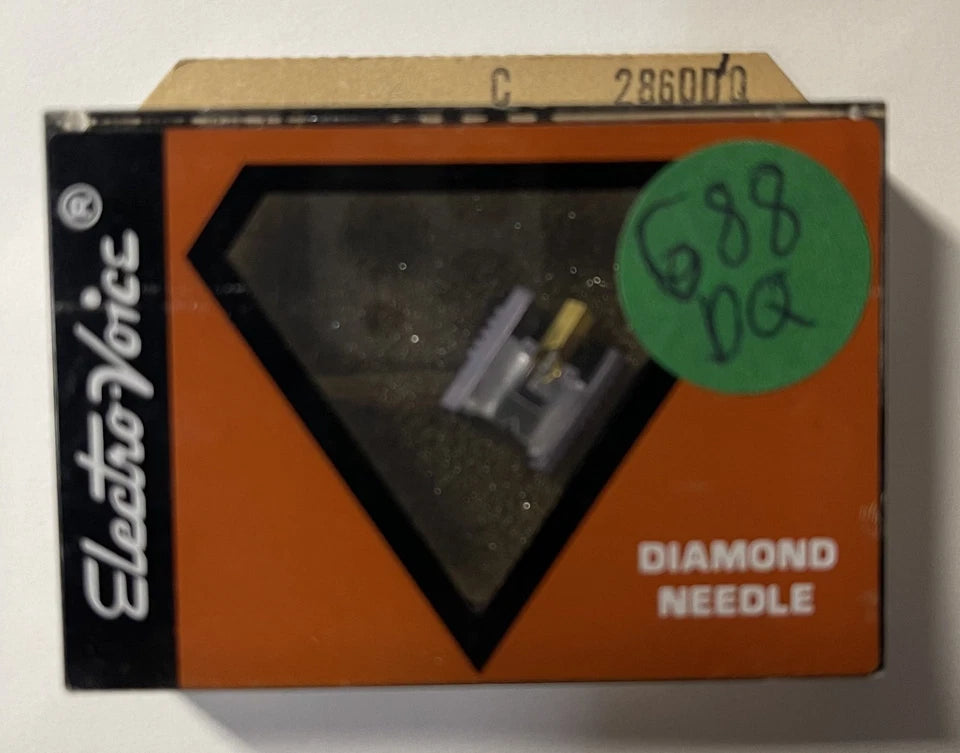 C 2860DQ
Electro-Voice®
688
DQ
DIAMOND
NEEDLE